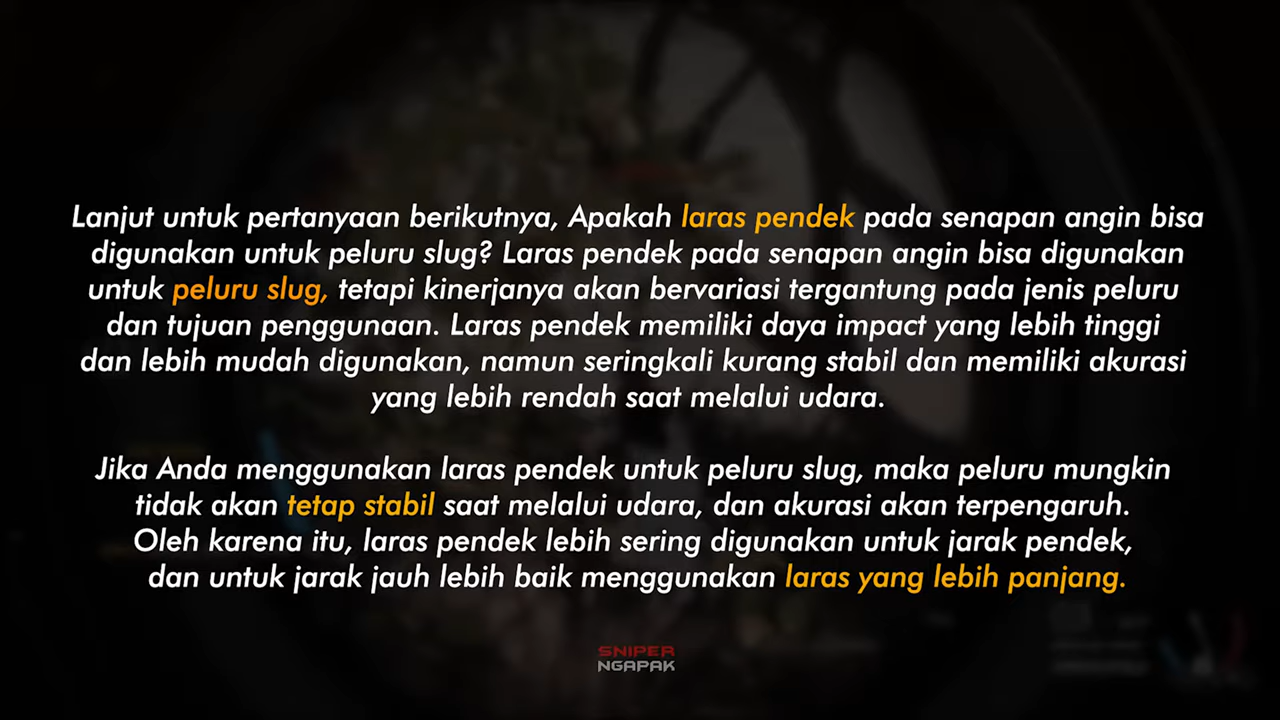 Lanjut untuk pertanyaan berikutnya, Apakah laras pendek pada senapan angin bisa
digunakan untuk peluru slug? Laras pendek pada senapan angin bisa digunakan
untuk peluru slug, tetapi kinerjanya akan bervariasi tergantung pada jenis peluru
dan tujuan penggunaan. Laras pendek memiliki daya impact yang lebih tinggi
dan lebih mudah digunakan, namun seringkali kurang stabil dan memiliki akurasi
yang lebih rendah saat melalui udara.
Jika Anda menggunakan laras pendek untuk peluru slug, maka peluru mungkin
tidak akan tetap stabil saat melalui udara, dan akurasi akan terpengaruh.
Oleh karena itu, laras pendek lebih sering digunakan untuk jarak pendek,
dan untuk jarak jauh lebih baik menggunakan laras yang lebih panjang.
SNIPER
NGAPAK